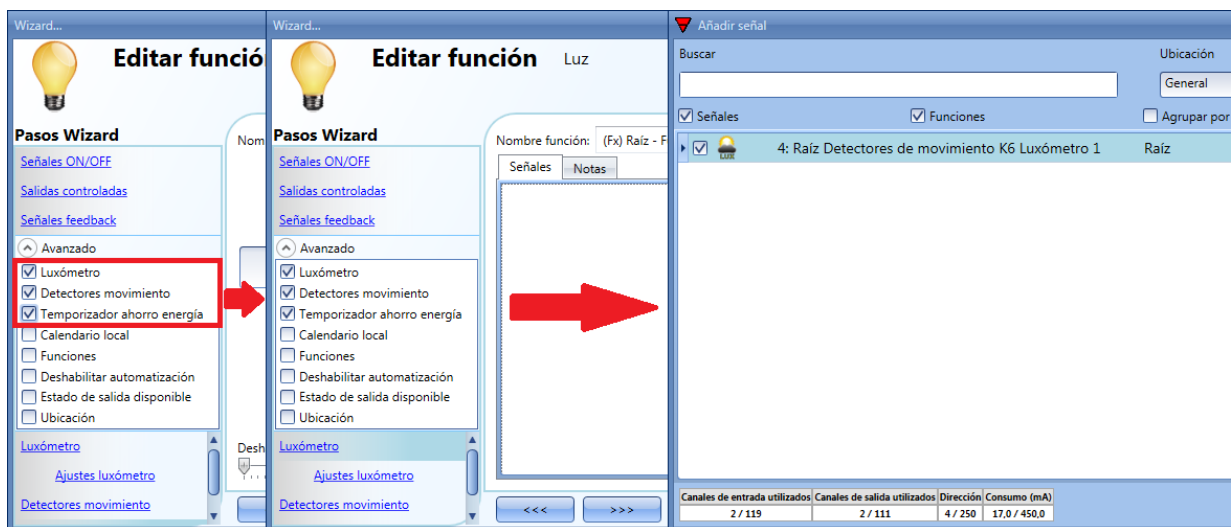 Wizard...
Editar funció
Pasos Wizard
Nom
Señales ON/OFF
Salidas controladas
Señales feedback
Avanzado
Luxómetro
Detectores movimiento
Temporizador ahorro energía
Calendario local
Funciones
Deshabilitar automatización
Estado de salida disponible
Ubicación
Luxómetro
Desh
Ajustes luxómetro
Detectores movimiento
Wizard...
Editar función Luz
Pasos Wizard
Nombre función: (Fx) Raíz - F
Señales ON/OFF
Señales Notas
Salidas controladas
Señales feedback
Avanzado
Luxómetro
Detectores movimiento
Temporizador ahorro energía
Calendario local
Funciones
Deshabilitar automatización
Estado de salida disponible
Ubicación
Luxómetro
Ajustes luxómetro
Detectores movimiento
<<< >>>
Añadir señal
Buscar Ubicación
General
Señales Funciones Agrupar por
LUX 4: Raíz Detectores de movimiento K6 Luxómetro 1 Raíz
Canales de entrada utilizados Canales de salida utilizados Dirección Consumo (mA)
2 / 119 2 / 111 4 / 250 17,0 / 450,0